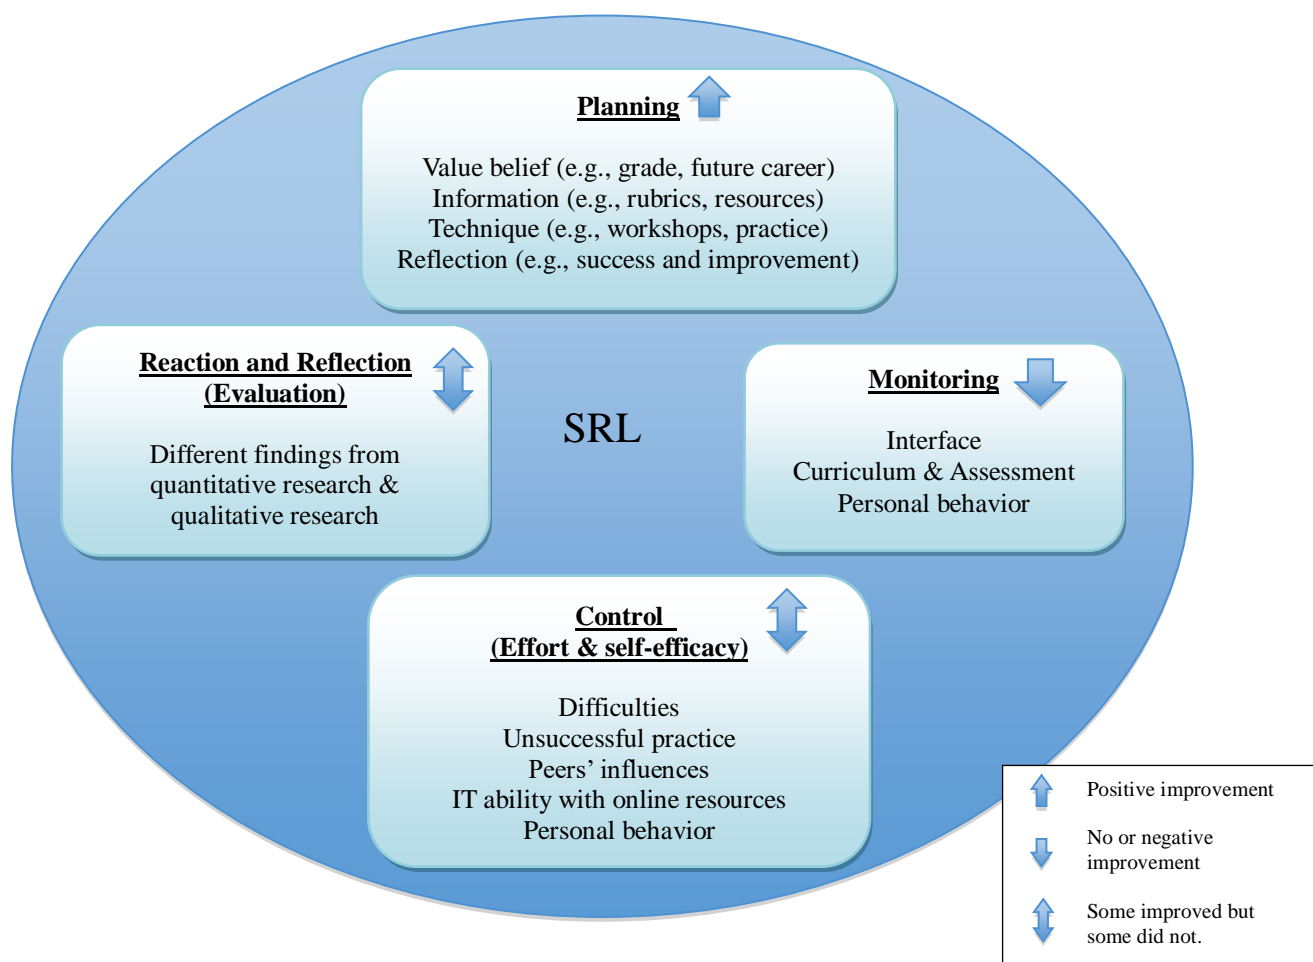 Planning
Value belief (e.g., grade, future career)
Information (e.g., rubrics, resources)
Technique (e.g., workshops, practice)
Reflection (e.g., success and improvement)
Reaction and Reflection
(Evaluation)
Different findings from
quantitative research &
qualitative research
SRL
Monitoring
Interface
Curriculum & Assessment
Personal behavior
Control
(Effort & self-efficacy)
Difficulties
Unsuccessful practice
Peers’ influences
IT ability with online resources
Personal behavior
Positive improvement
No or negative
improvement
Some improved but
some did not.